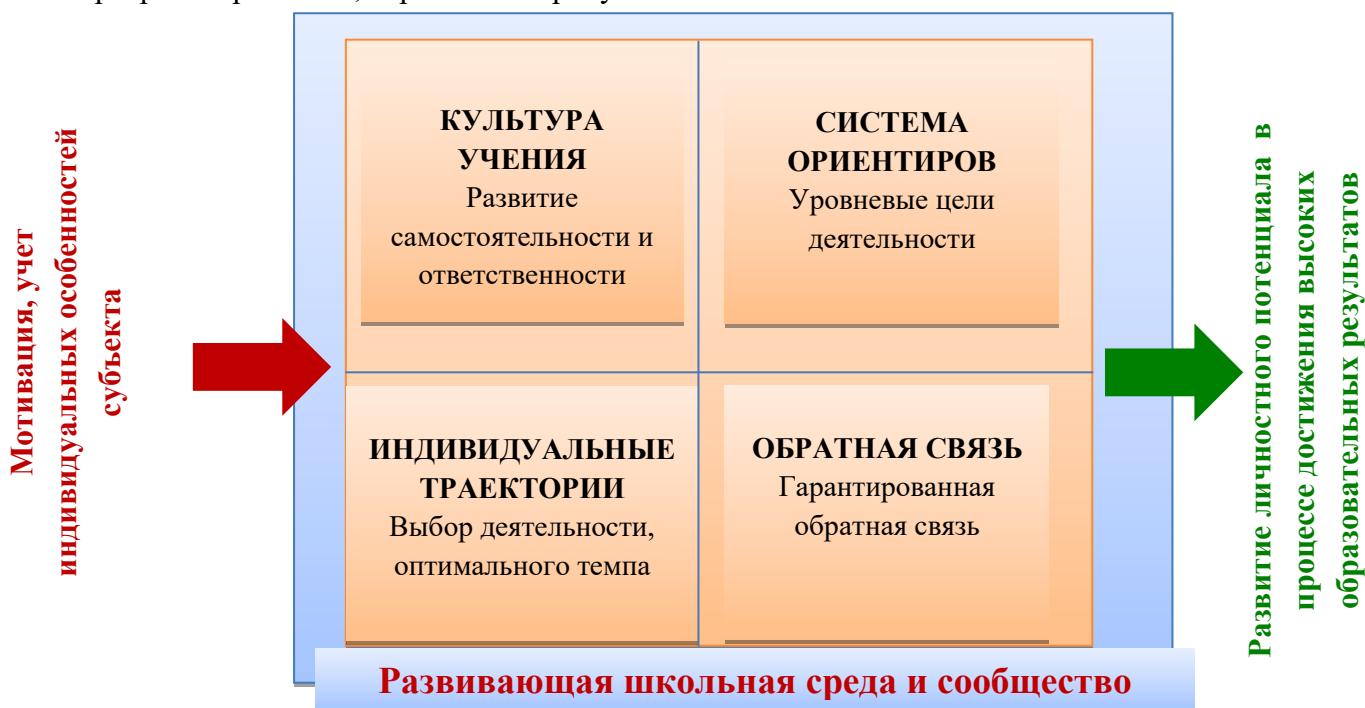 Мотивация, учет
индивидуальных особенностей
субъекта
КУЛЬТУРА
УЧЕНИЯ
Развитие
самостоятельности и
ответственности
СИСТЕМА
ОРИЕНТИРОВ
Уровневые цели
деятельности
ИНДИВИДУАЛЬНЫЕ
ТРАЕКТОРИИ
Выбор деятельности,
оптимального темпа
ОБРАТНАЯ СВЯЗЬ
Гарантированная
обратная связь
Развитие личностного потенциала в
процессе достижения высоких
образовательных результатов
Развивающая школьная среда и сообщество